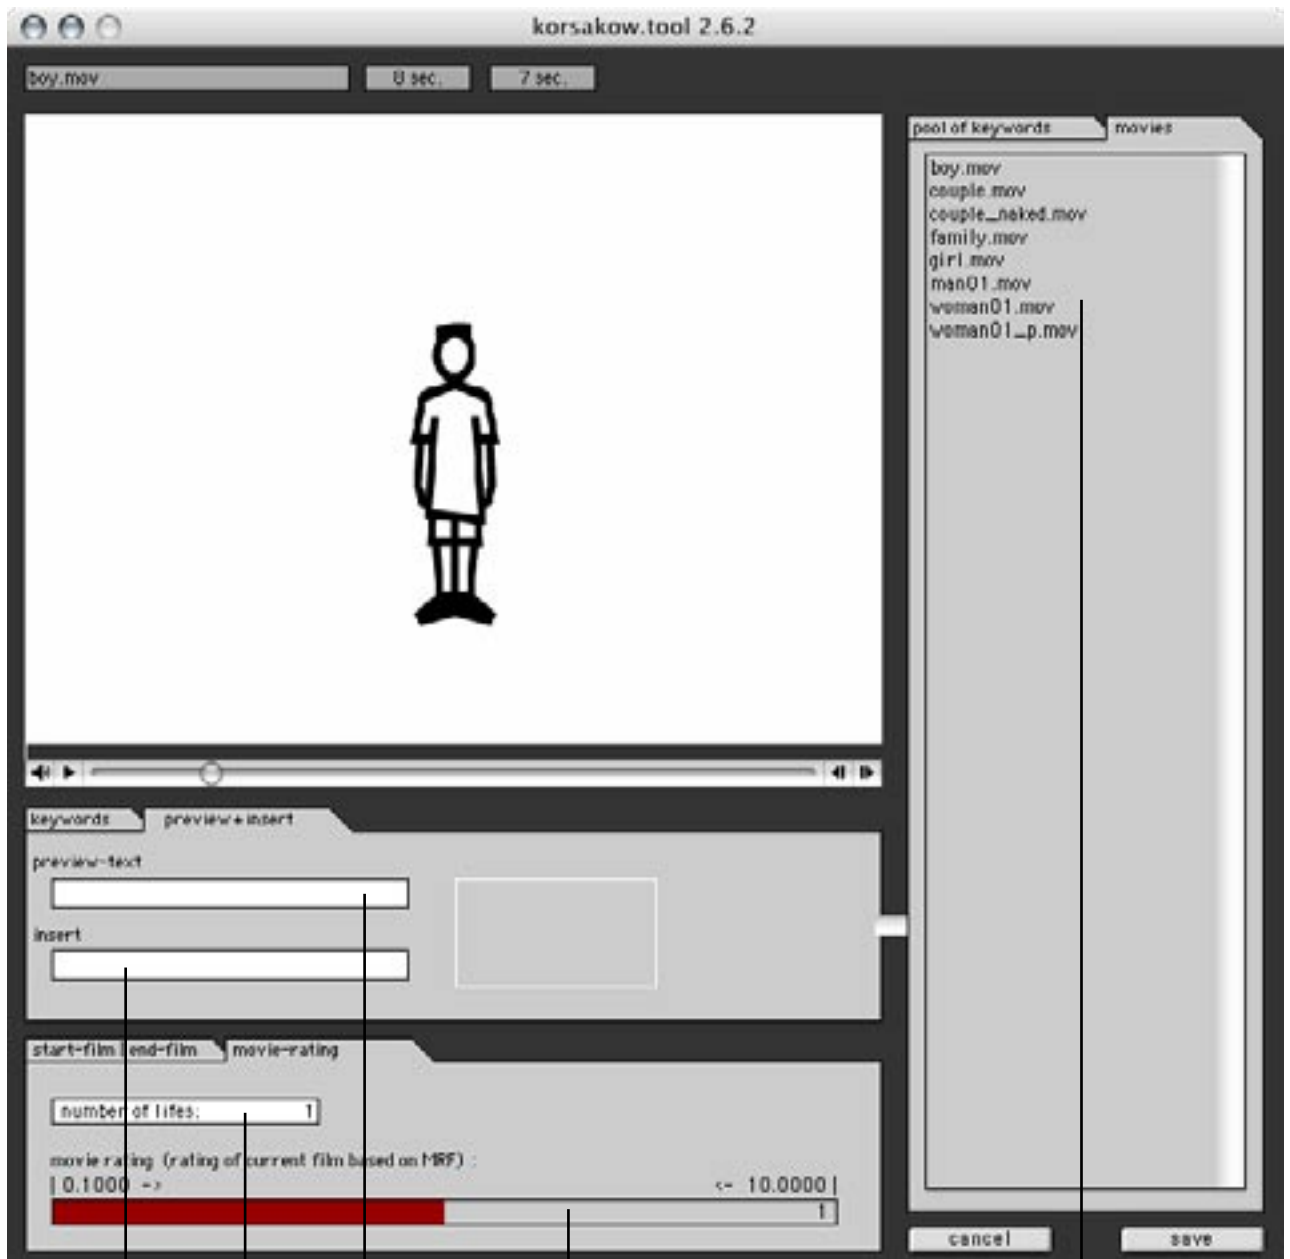 korsakow.tool 2.6.2
boy.mov 8 sec. 7 sec.
pool of keywords movies
boy.mov
couple.mov
couple_naked.mov
family.mov
girl.mov
man01.mov
woman01.mov
woman01_p.mov
keywords preview+insert
preview-text
insert
start-film | end-film movie-rating
number of lifes: 1
movie rating (rating of current film based on MRF) :
| 0.1000 -> <- 10.0000 |
1
cancel save